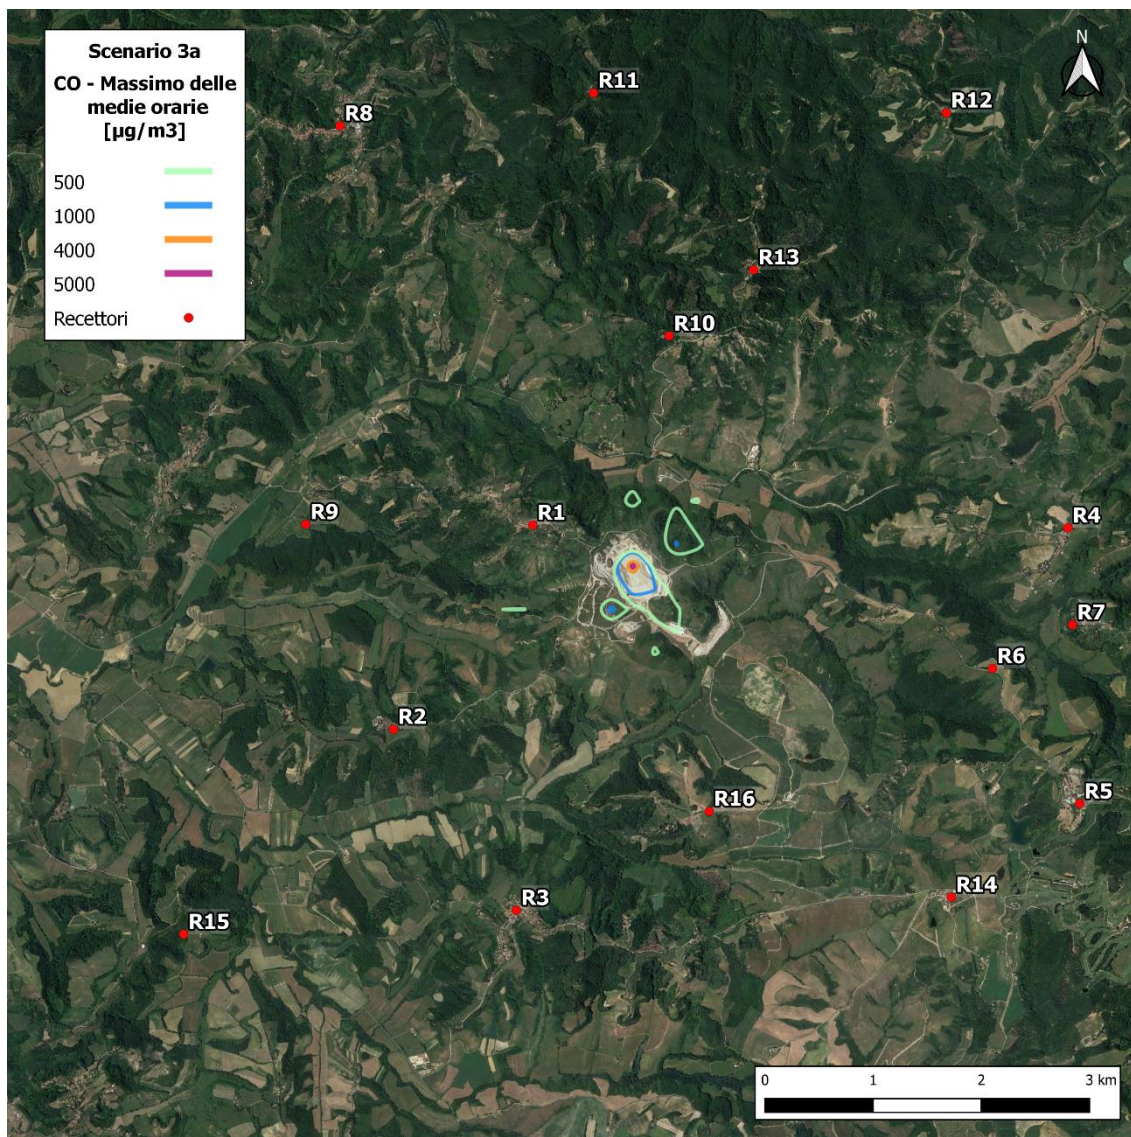 Scenario 3a
CO - Massimo delle
medie orarie
[µg/m3]
500
1000
4000
5000
Recettori
N
R11
R12
R8
R13
R10
R9
R1
R4
R7
R6
R2
R16
R5
R14
R3
R15
0 1 2 3 km